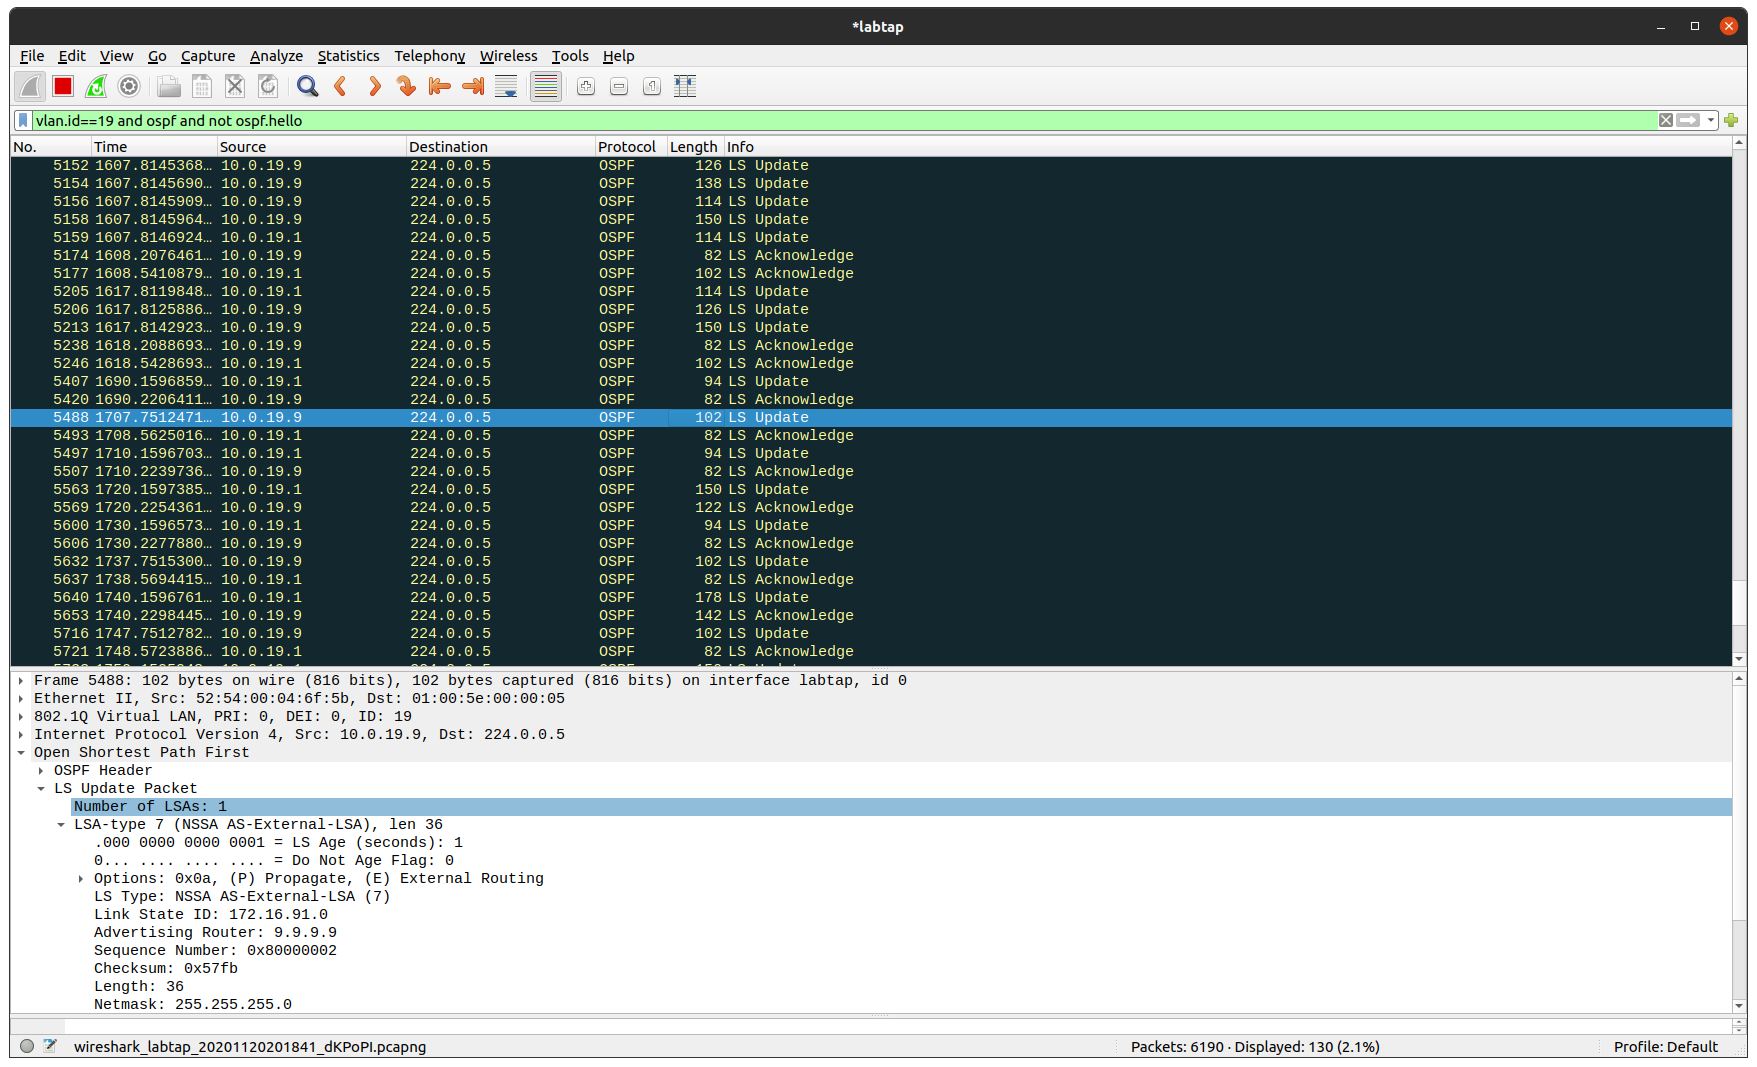 *labtap
File Edit View Go Capture Analyze Statistics Telephony Wireless Tools Help
vlan.id==19 and ospf and not ospf.hello
No. Time Source Destination Protocol Length Info
5152 1607.8145368… 10.0.19.9 224.0.0.5 OSPF 126 LS Update
5154 1607.8145690… 10.0.19.9 224.0.0.5 OSPF 138 LS Update
5156 1607.8145909… 10.0.19.9 224.0.0.5 OSPF 114 LS Update
5158 1607.8145964… 10.0.19.9 224.0.0.5 OSPF 150 LS Update
5159 1607.8146924… 10.0.19.1 224.0.0.5 OSPF 114 LS Update
5174 1608.2076461… 10.0.19.9 224.0.0.5 OSPF 82 LS Acknowledge
5177 1608.5410879… 10.0.19.1 224.0.0.5 OSPF 102 LS Acknowledge
5205 1617.8119848… 10.0.19.1 224.0.0.5 OSPF 114 LS Update
5206 1617.8125886… 10.0.19.9 224.0.0.5 OSPF 126 LS Update
5213 1617.8142923… 10.0.19.9 224.0.0.5 OSPF 150 LS Update
5238 1618.2088693… 10.0.19.9 224.0.0.5 OSPF 82 LS Acknowledge
5246 1618.5428693… 10.0.19.1 224.0.0.5 OSPF 102 LS Acknowledge
5407 1690.1596859… 10.0.19.1 224.0.0.5 OSPF 94 LS Update
5420 1690.2206411… 10.0.19.9 224.0.0.5 OSPF 82 LS Acknowledge
5488 1707.7512471… 10.0.19.9 224.0.0.5 OSPF 102 LS Update
5493 1708.5625016… 10.0.19.1 224.0.0.5 OSPF 82 LS Acknowledge
5497 1710.1596703… 10.0.19.1 224.0.0.5 OSPF 94 LS Update
5507 1710.2239736… 10.0.19.9 224.0.0.5 OSPF 82 LS Acknowledge
5563 1720.1597385… 10.0.19.1 224.0.0.5 OSPF 150 LS Update
5569 1720.2254361… 10.0.19.9 224.0.0.5 OSPF 122 LS Acknowledge
5600 1730.1596573… 10.0.19.1 224.0.0.5 OSPF 94 LS Update
5606 1730.2277880… 10.0.19.9 224.0.0.5 OSPF 82 LS Acknowledge
5632 1737.7515300… 10.0.19.9 224.0.0.5 OSPF 102 LS Update
5637 1738.5694415… 10.0.19.1 224.0.0.5 OSPF 82 LS Acknowledge
5640 1740.1596761… 10.0.19.1 224.0.0.5 OSPF 178 LS Update
5653 1740.2298445… 10.0.19.9 224.0.0.5 OSPF 142 LS Acknowledge
5716 1747.7512782… 10.0.19.9 224.0.0.5 OSPF 102 LS Update
5721 1748.5723886… 10.0.19.1 224.0.0.5 OSPF 82 LS Acknowledge
Frame 5488: 102 bytes on wire (816 bits), 102 bytes captured (816 bits) on interface labtap, id 0
Ethernet II, Src: 52:54:00:04:6f:5b, Dst: 01:00:5e:00:00:05
802.1Q Virtual LAN, PRI: 0, DEI: 0, ID: 19
Internet Protocol Version 4, Src: 10.0.19.9, Dst: 224.0.0.5
Open Shortest Path First
OSPF Header
LS Update Packet
Number of LSAs: 1
LSA-type 7 (NSSA AS-External-LSA), len 36
.000 0000 0000 0001 = LS Age (seconds): 1
0... .... .... .... = Do Not Age Flag: 0
Options: 0x0a, (P) Propagate, (E) External Routing
LS Type: NSSA AS-External-LSA (7)
Link State ID: 172.16.91.0
Advertising Router: 9.9.9.9
Sequence Number: 0x80000002
Checksum: 0x57fb
Length: 36
Netmask: 255.255.255.0
wireshark_labtap_20201120201841_dKPoPI.pcapng
Packets: 6190 · Displayed: 130 (2.1%)
Profile: Default